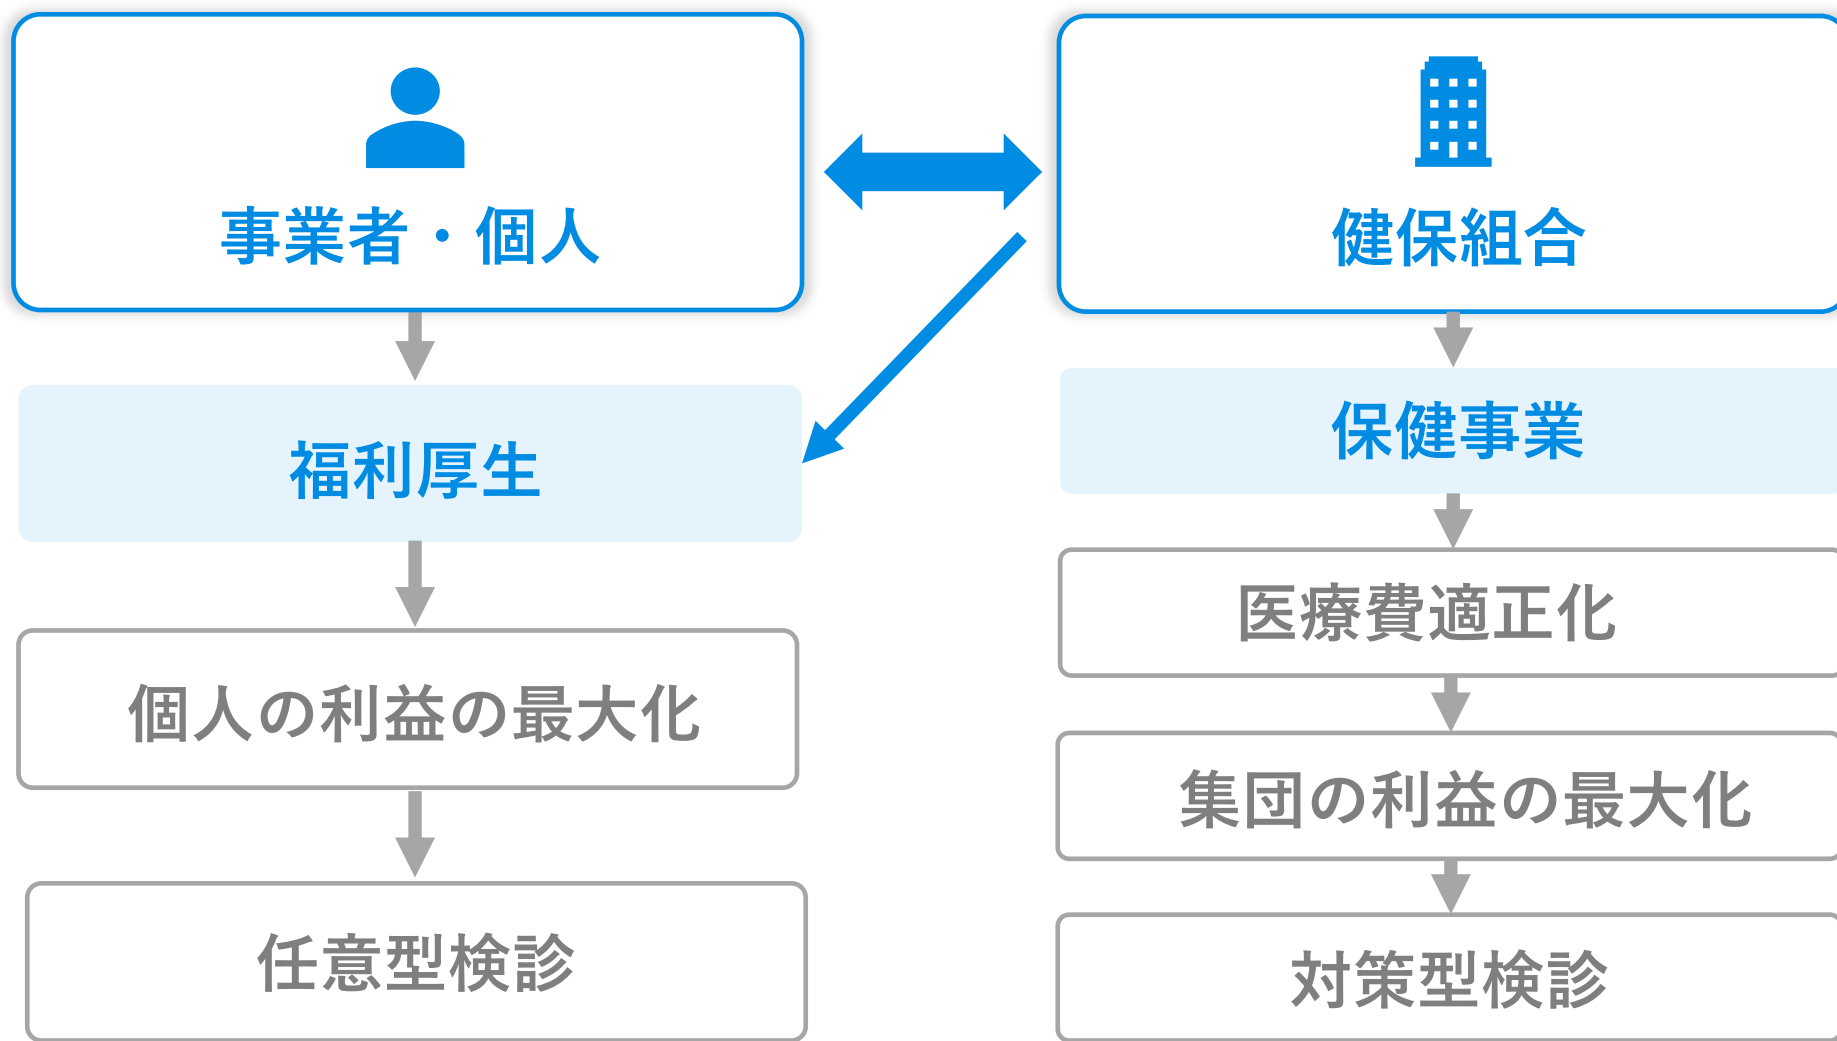 事業者・個人
福利厚生
個人の利益の最大化
任意型検診
健保組合
保健事業
医療費適正化
集団の利益の最大化
対策型検診